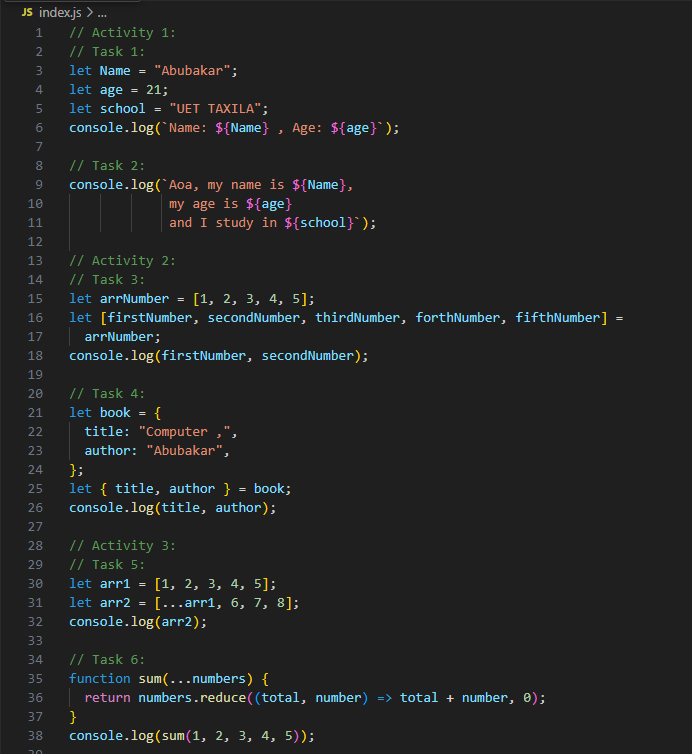 JS index.js > ...
1 // Activity 1:
2 // Task 1:
3 let Name = "Abubakar";
4 let age = 21;
5 let school = "UET TAXILA";
6 console.log(`Name: ${Name} , Age: ${age}`);
7
8 // Task 2:
9 console.log(`Aoa, my name is ${Name},
10              my age is ${age}
11              and I study in ${school}`);
12
13 // Activity 2:
14 // Task 3:
15 let arrNumber = [1, 2, 3, 4, 5];
16 let [firstNumber, secondNumber, thirdNumber, forthNumber, fifthNumber] =
17   arrNumber;
18 console.log(firstNumber, secondNumber);
19
20 // Task 4:
21 let book = {
22   title: "Computer ,",
23   author: "Abubakar",
24 };
25 let { title, author } = book;
26 console.log(title, author);
27
28 // Activity 3:
29 // Task 5:
30 let arr1 = [1, 2, 3, 4, 5];
31 let arr2 = [...arr1, 6, 7, 8];
32 console.log(arr2);
33
34 // Task 6:
35 function sum(...numbers) {
36   return numbers.reduce((total, number) => total + number, 0);
37 }
38 console.log(sum(1, 2, 3, 4, 5));